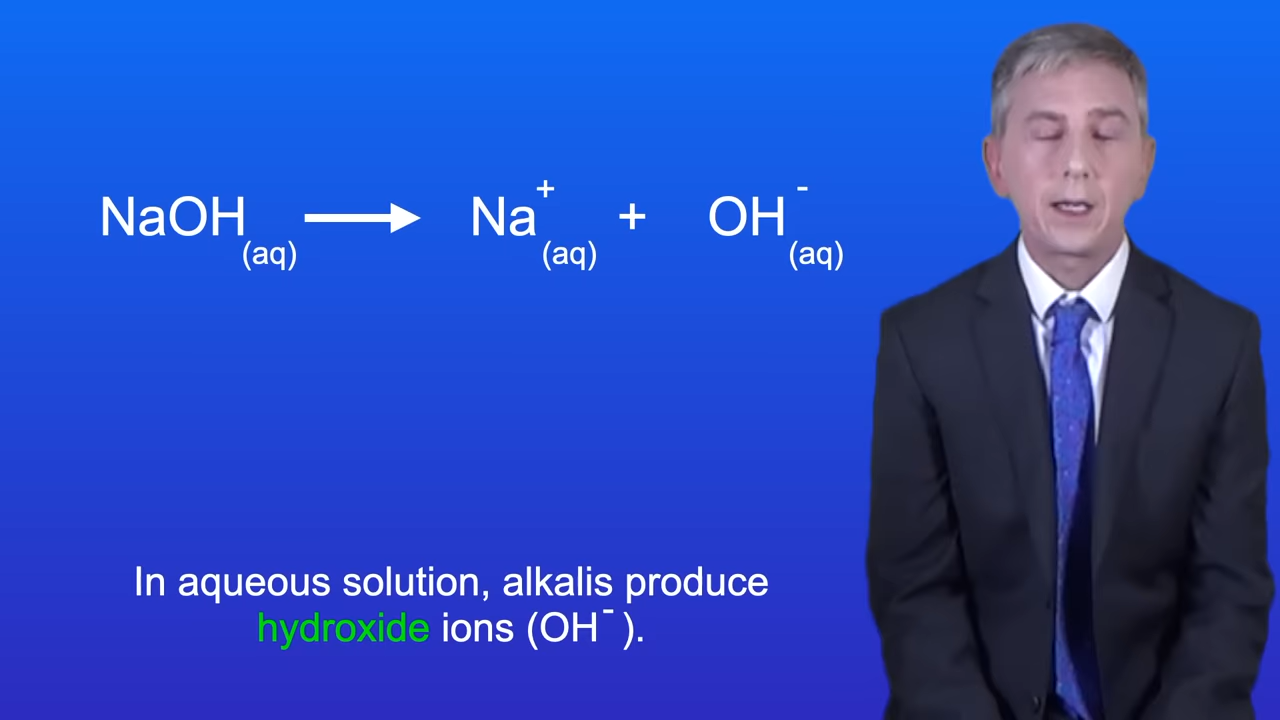 NaOH(aq) ⟶ Na⁺(aq) + OH⁻(aq)
In aqueous solution, alkalis produce
hydroxide ions (OH⁻).